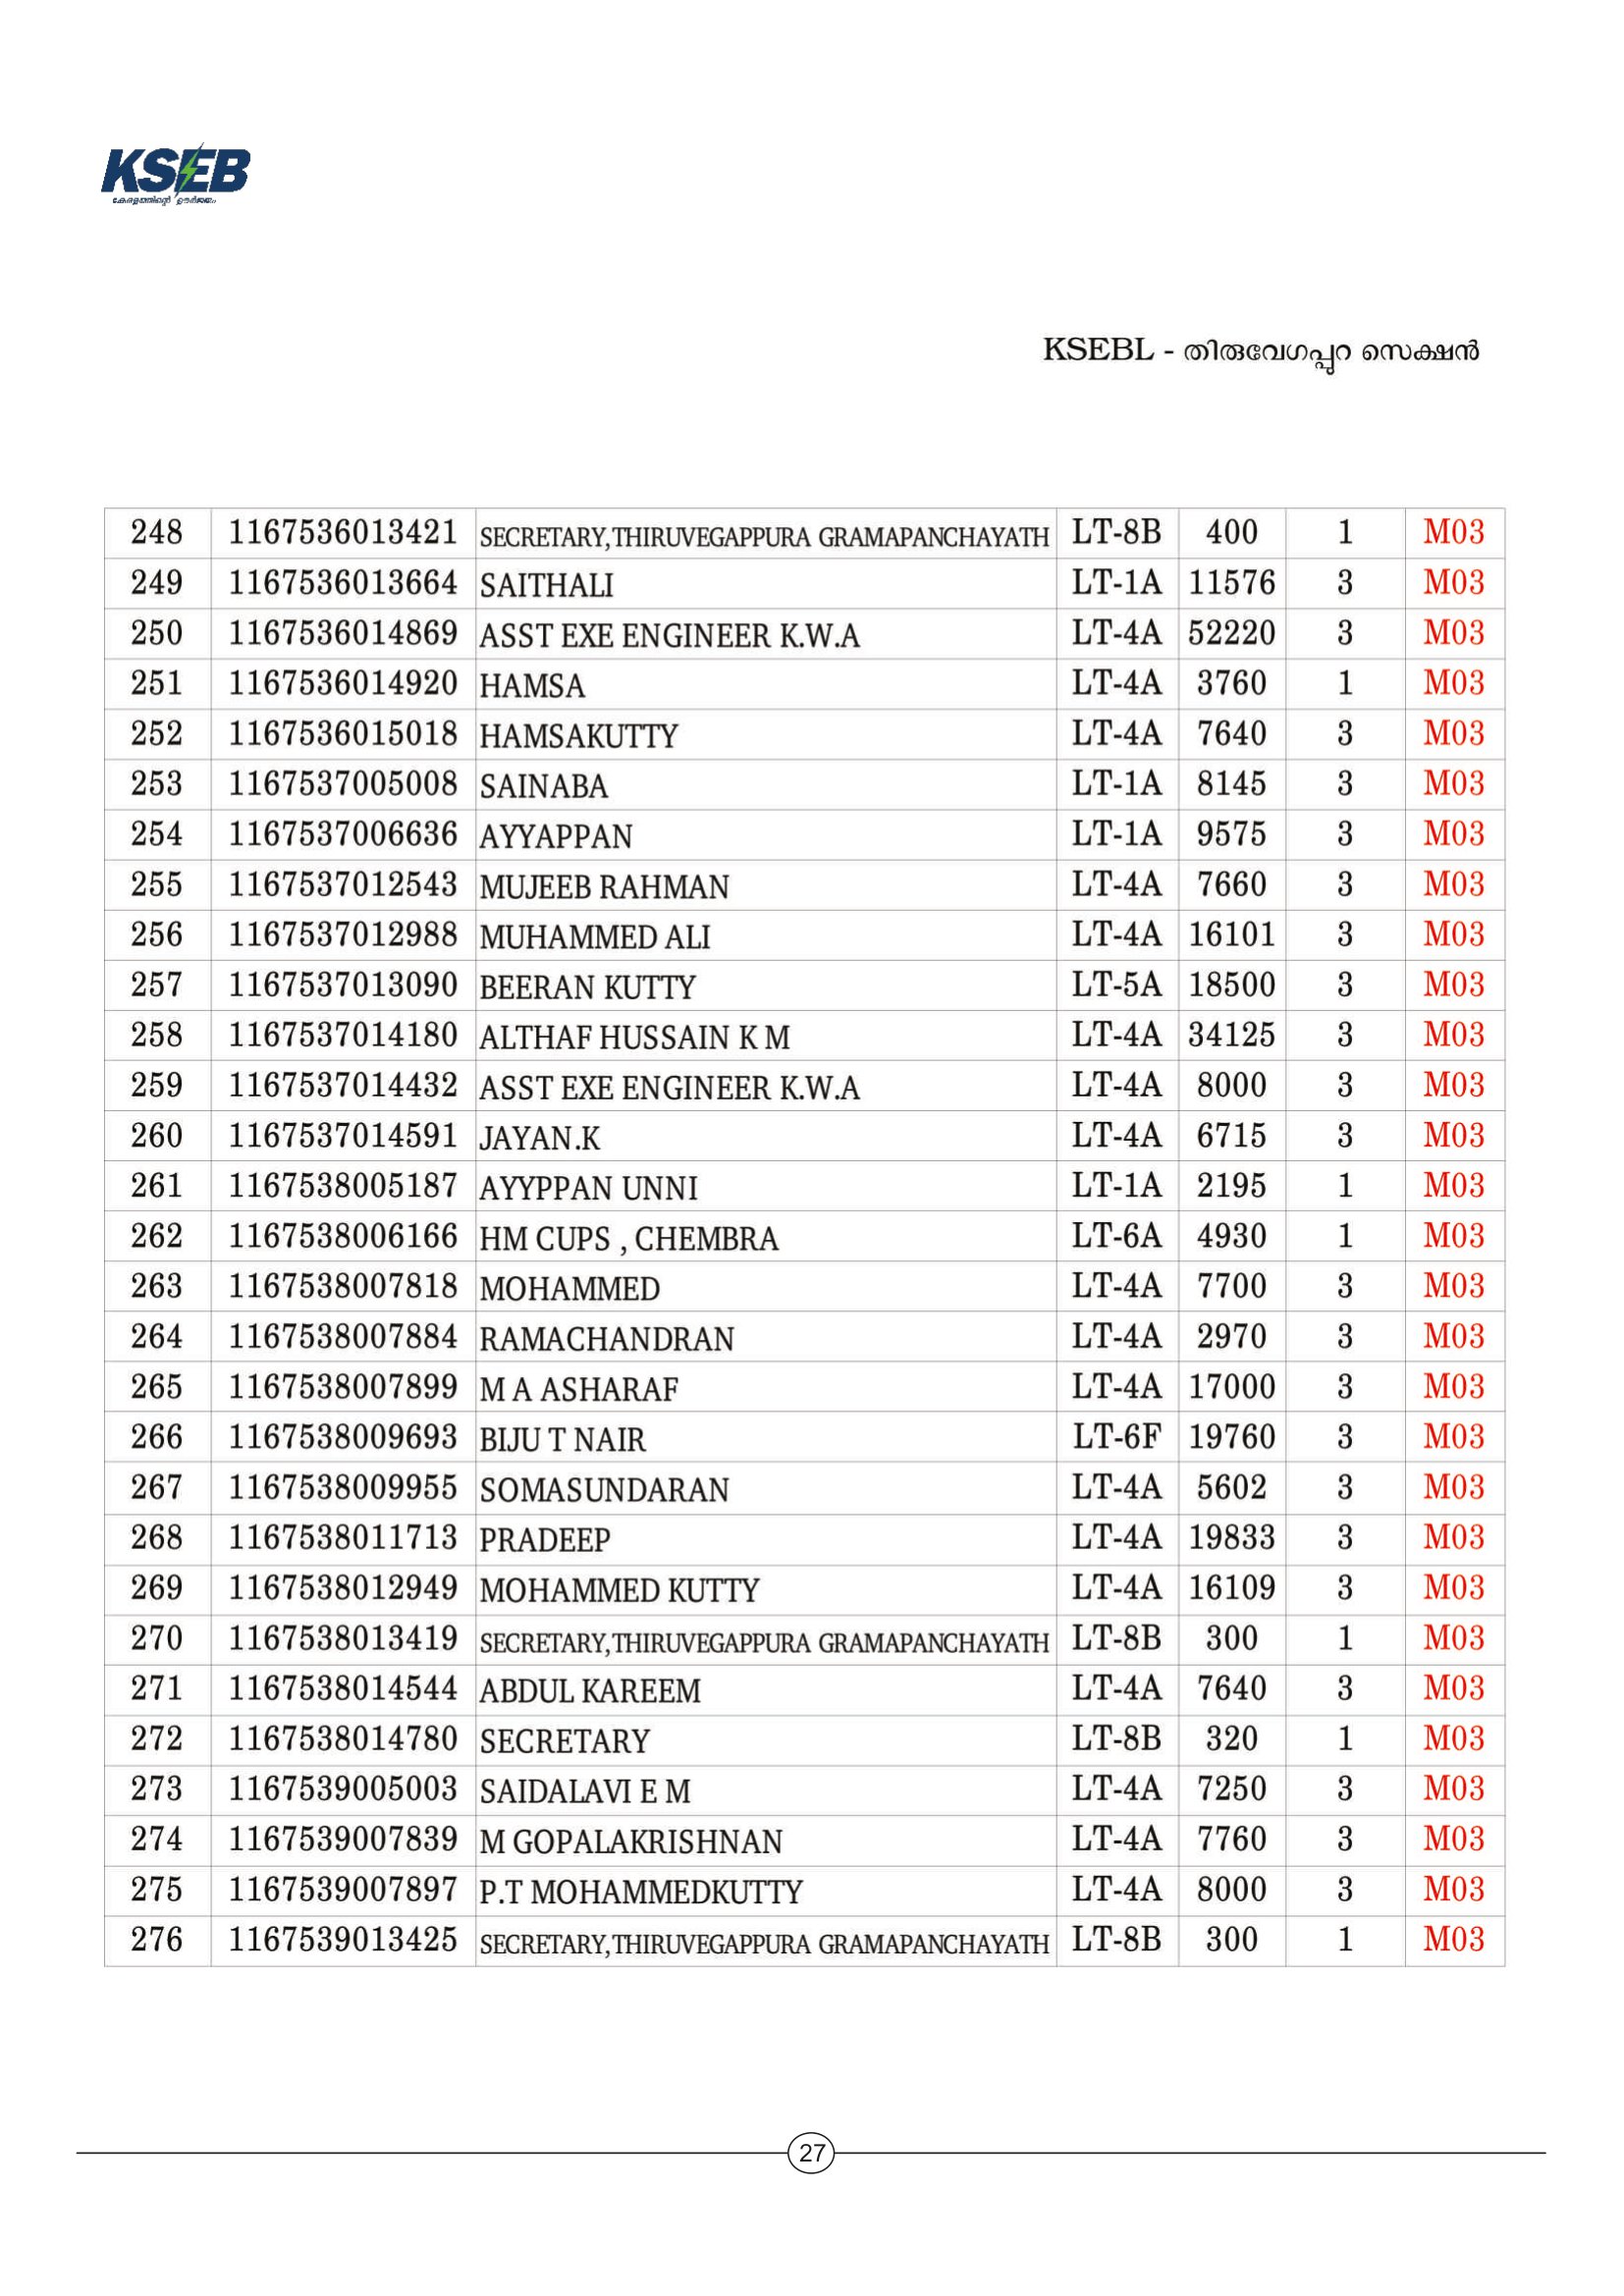 KSEB
കേരളത്തിന്റെ ഊർജ്ജം
KSEBL - തിരുവേഗപ്പുറ സെക്ഷൻ
248 1167536013421 SECRETARY,THIRUVEGAPPURA GRAMAPANCHAYATH LT-8B 400 1 M03
249 1167536013664 SAITHALI LT-1A 11576 3 M03
250 1167536014869 ASST EXE ENGINEER K.W.A LT-4A 52220 3 M03
251 1167536014920 HAMSA LT-4A 3760 1 M03
252 1167536015018 HAMSAKUTTY LT-4A 7640 3 M03
253 1167537005008 SAINABA LT-1A 8145 3 M03
254 1167537006636 AYYAPPAN LT-1A 9575 3 M03
255 1167537012543 MUJEEB RAHMAN LT-4A 7660 3 M03
256 1167537012988 MUHAMMED ALI LT-4A 16101 3 M03
257 1167537013090 BEERAN KUTTY LT-5A 18500 3 M03
258 1167537014180 ALTHAF HUSSAIN K M LT-4A 34125 3 M03
259 1167537014432 ASST EXE ENGINEER K.W.A LT-4A 8000 3 M03
260 1167537014591 JAYAN.K LT-4A 6715 3 M03
261 1167538005187 AYYPPAN UNNI LT-1A 2195 1 M03
262 1167538006166 HM CUPS , CHEMBRA LT-6A 4930 1 M03
263 1167538007818 MOHAMMED LT-4A 7700 3 M03
264 1167538007884 RAMACHANDRAN LT-4A 2970 3 M03
265 1167538007899 M A ASHARAF LT-4A 17000 3 M03
266 1167538009693 BIJU T NAIR LT-6F 19760 3 M03
267 1167538009955 SOMASUNDARAN LT-4A 5602 3 M03
268 1167538011713 PRADEEP LT-4A 19833 3 M03
269 1167538012949 MOHAMMED KUTTY LT-4A 16109 3 M03
270 1167538013419 SECRETARY,THIRUVEGAPPURA GRAMAPANCHAYATH LT-8B 300 1 M03
271 1167538014544 ABDUL KAREEM LT-4A 7640 3 M03
272 1167538014780 SECRETARY LT-8B 320 1 M03
273 1167539005003 SAIDALAVI E M LT-4A 7250 3 M03
274 1167539007839 M GOPALAKRISHNAN LT-4A 7760 3 M03
275 1167539007897 P.T MOHAMMEDKUTTY LT-4A 8000 3 M03
276 1167539013425 SECRETARY,THIRUVEGAPPURA GRAMAPANCHAYATH LT-8B 300 1 M03
27